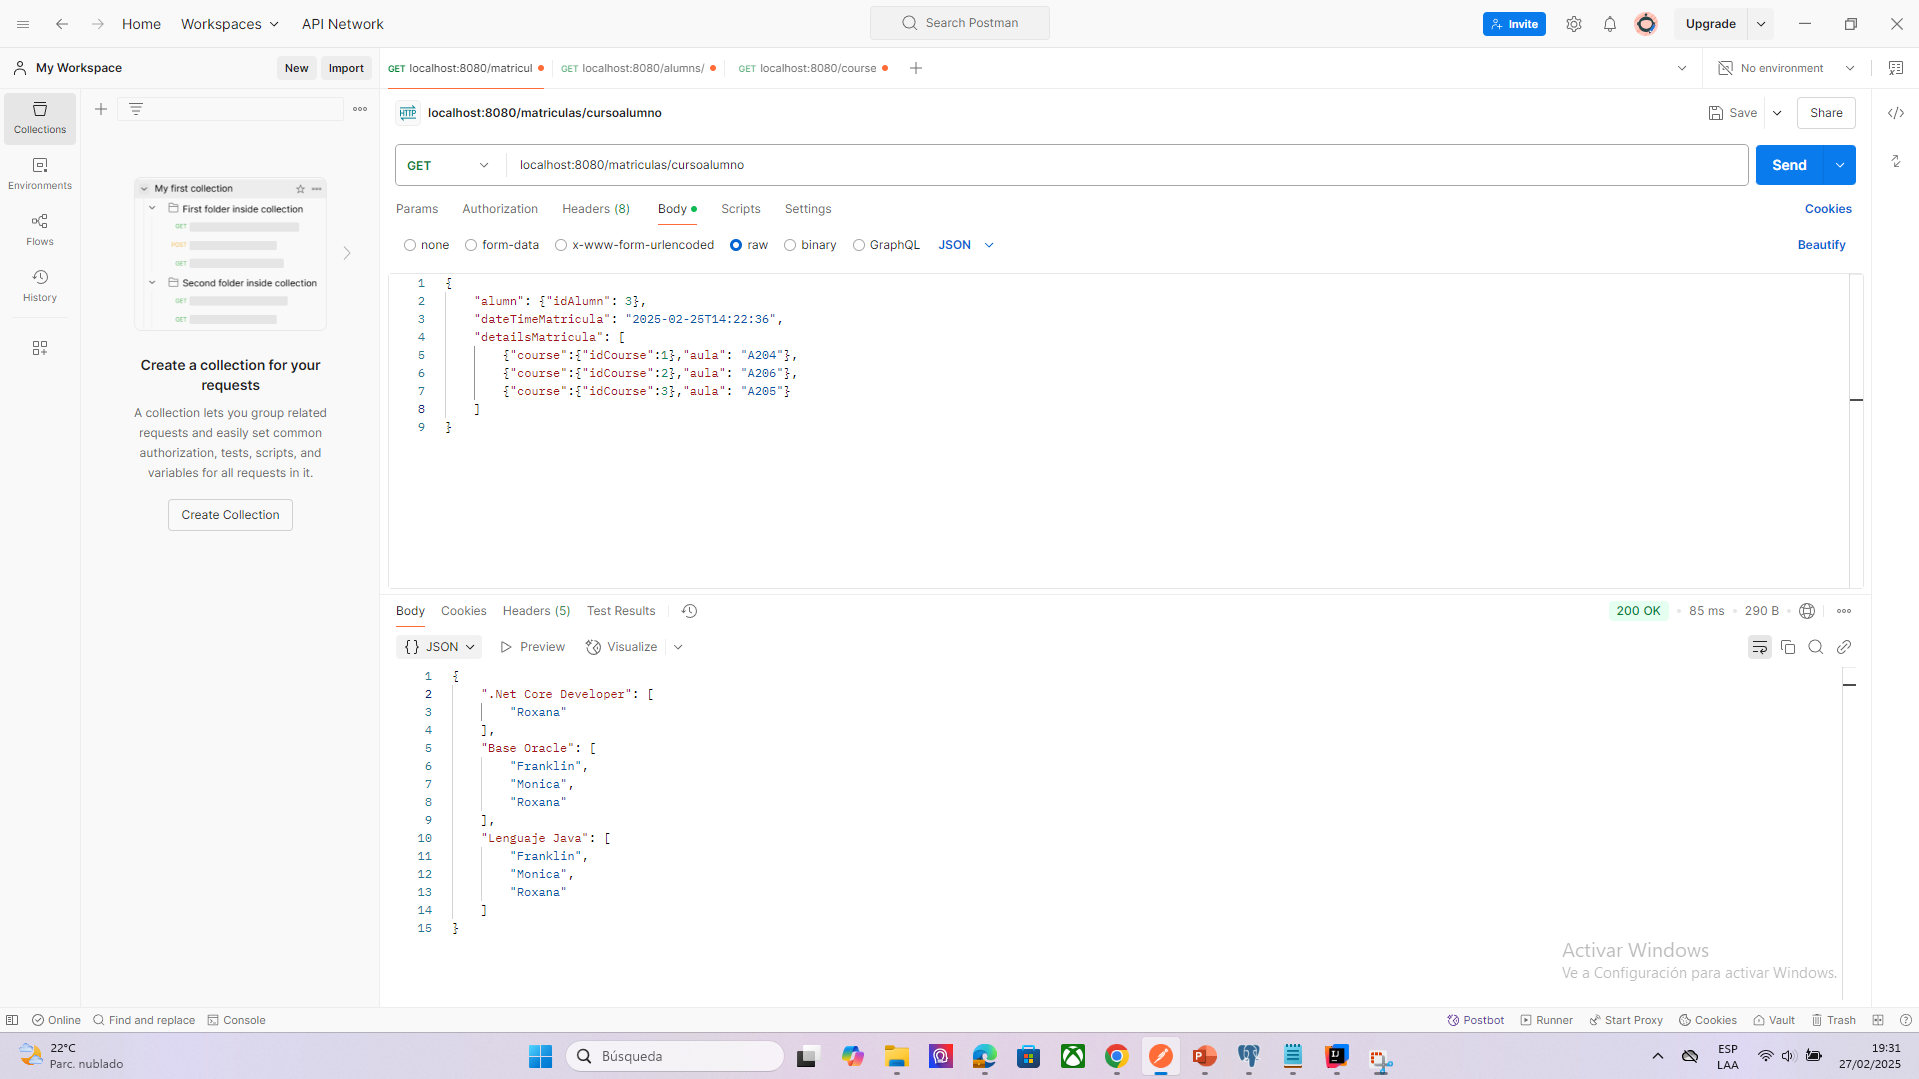 Home Workspaces API Network Search Postman Invite Upgrade
My Workspace New Import GET localhost:8080/matricul GET localhost:8080/alumns/ GET localhost:8080/course No environment
Collections
Environments
Flows
History
My first collection
First folder inside collection
GET
POST
GET
Second folder inside collection
GET
GET
Create a collection for your
requests
A collection lets you group related
requests and easily set common
authorization, tests, scripts, and
variables for all requests in it.
Create Collection
HTTP localhost:8080/matriculas/cursoalumno Save Share
GET localhost:8080/matriculas/cursoalumno Send
Params Authorization Headers (8) Body Scripts Settings Cookies
none form-data x-www-form-urlencoded raw binary GraphQL JSON Beautify
1 {
2 "alumn": {"idAlumn": 3},
3 "dateTimeMatricula": "2025-02-25T14:22:36",
4 "detailsMatricula": [
5 {"course":{"idCourse":1},"aula": "A204"},
6 {"course":{"idCourse":2},"aula": "A206"},
7 {"course":{"idCourse":3},"aula": "A205"}
8 ]
9 }
Body Cookies Headers (5) Test Results 200 OK 85 ms 290 B
{} JSON Preview Visualize
1 {
2 ".Net Core Developer": [
3 "Roxana"
4 ],
5 "Base Oracle": [
6 "Franklin",
7 "Monica",
8 "Roxana"
9 ],
10 "Lenguaje Java": [
11 "Franklin",
12 "Monica",
13 "Roxana"
14 ]
15 }
Activar Windows
Ve a Configuración para activar Windows.
Online Find and replace Console Postbot Runner Start Proxy Cookies Vault Trash
22°C
Parc. nublado
Búsqueda
ESP
LAA
19:31
27/02/2025